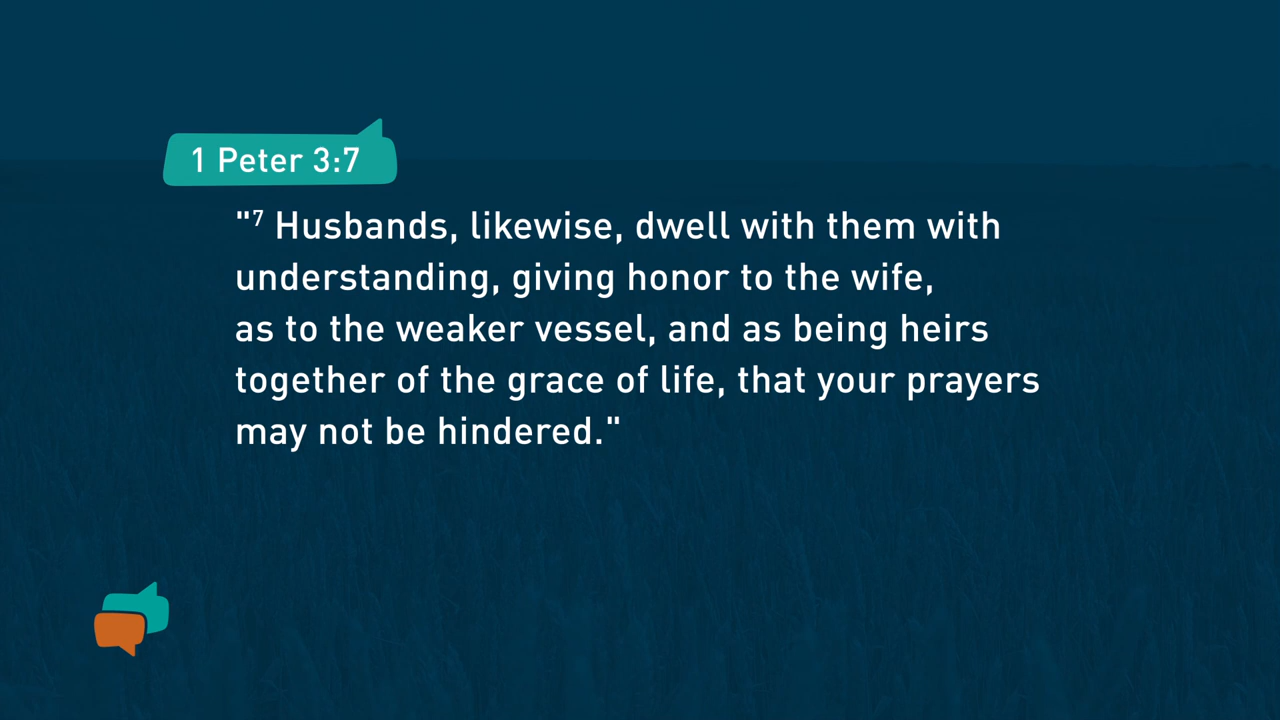 1 Peter 3:7
"⁷ Husbands, likewise, dwell with them with
understanding, giving honor to the wife,
as to the weaker vessel, and as being heirs
together of the grace of life, that your prayers
may not be hindered."